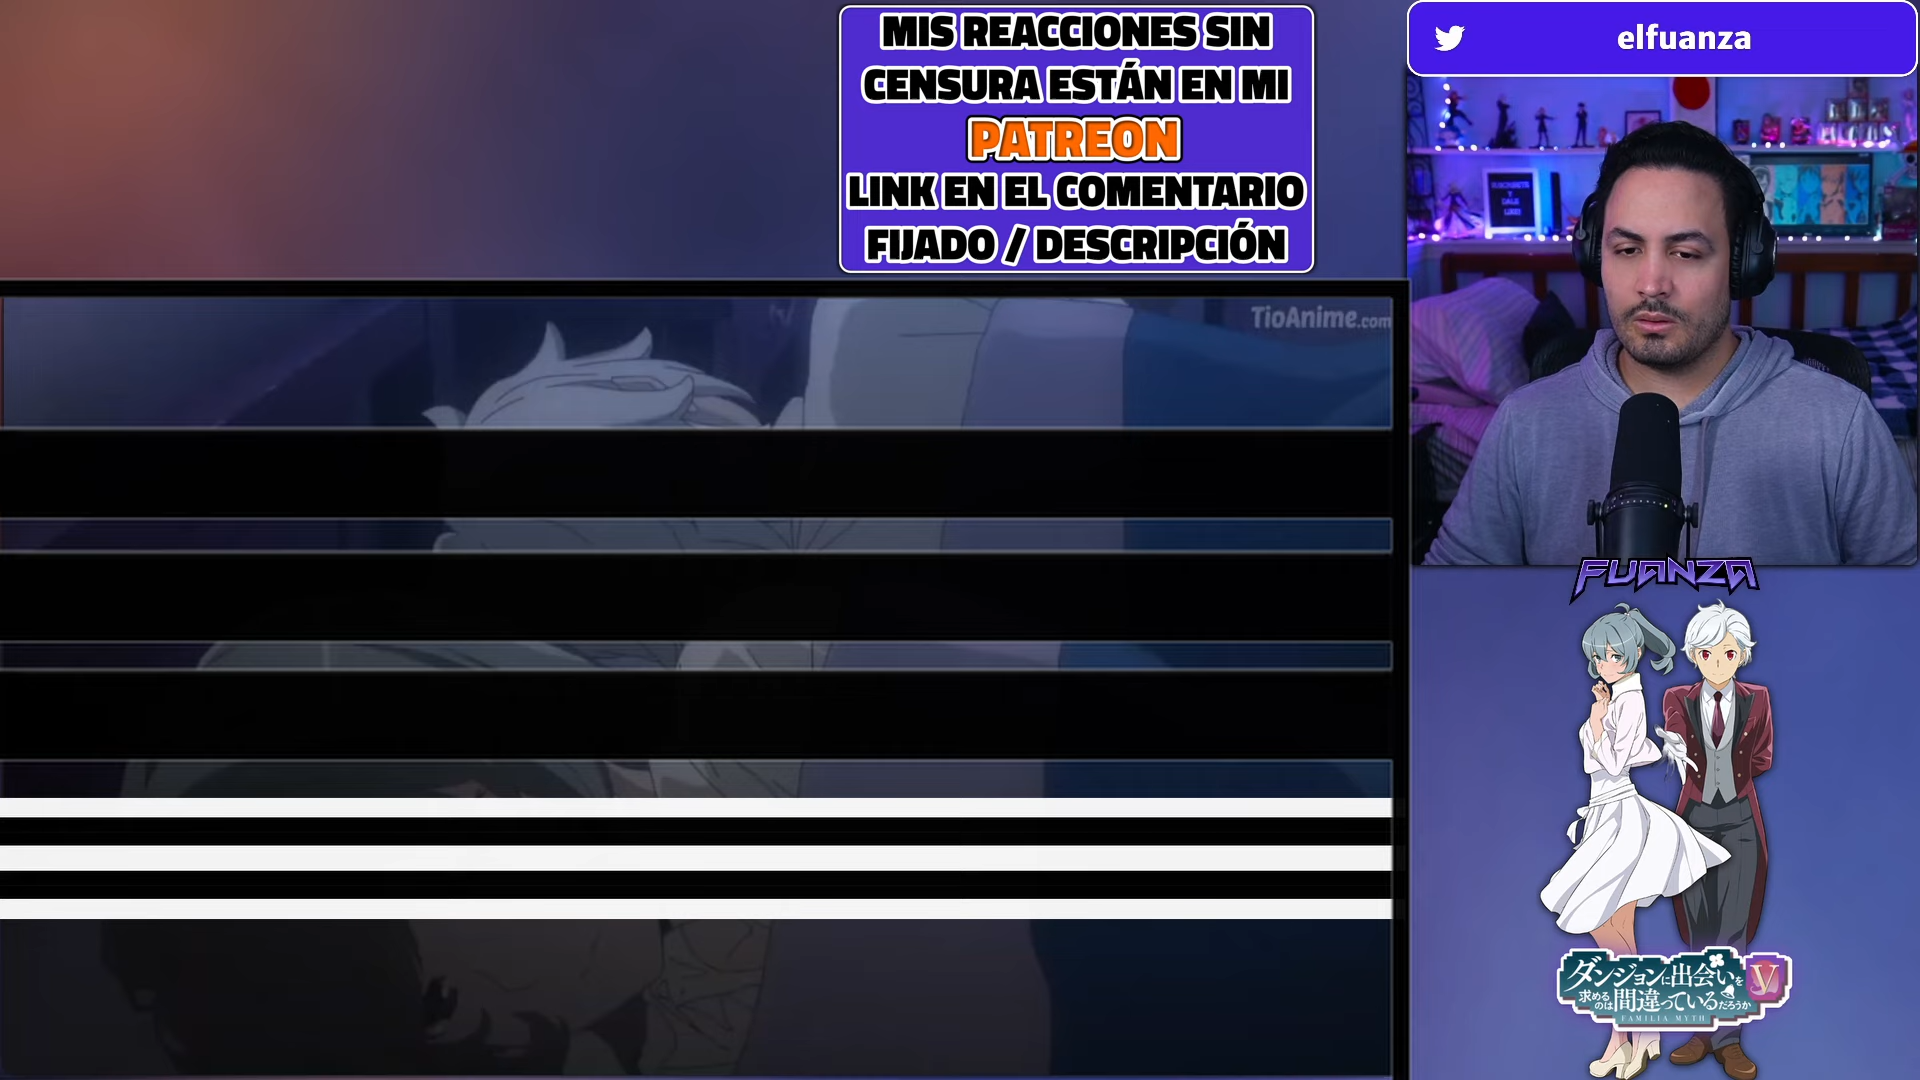 MIS REACCIONES SIN
CENSURA ESTÁN EN MI
PATREON
LINK EN EL COMENTARIO
FIJADO / DESCRIPCIÓN
elfuanza
TioAnime.com
FUANZA
ダンジョンに出会いを
求めるのは間違っているだろうか
V
FAMILIA MYTH